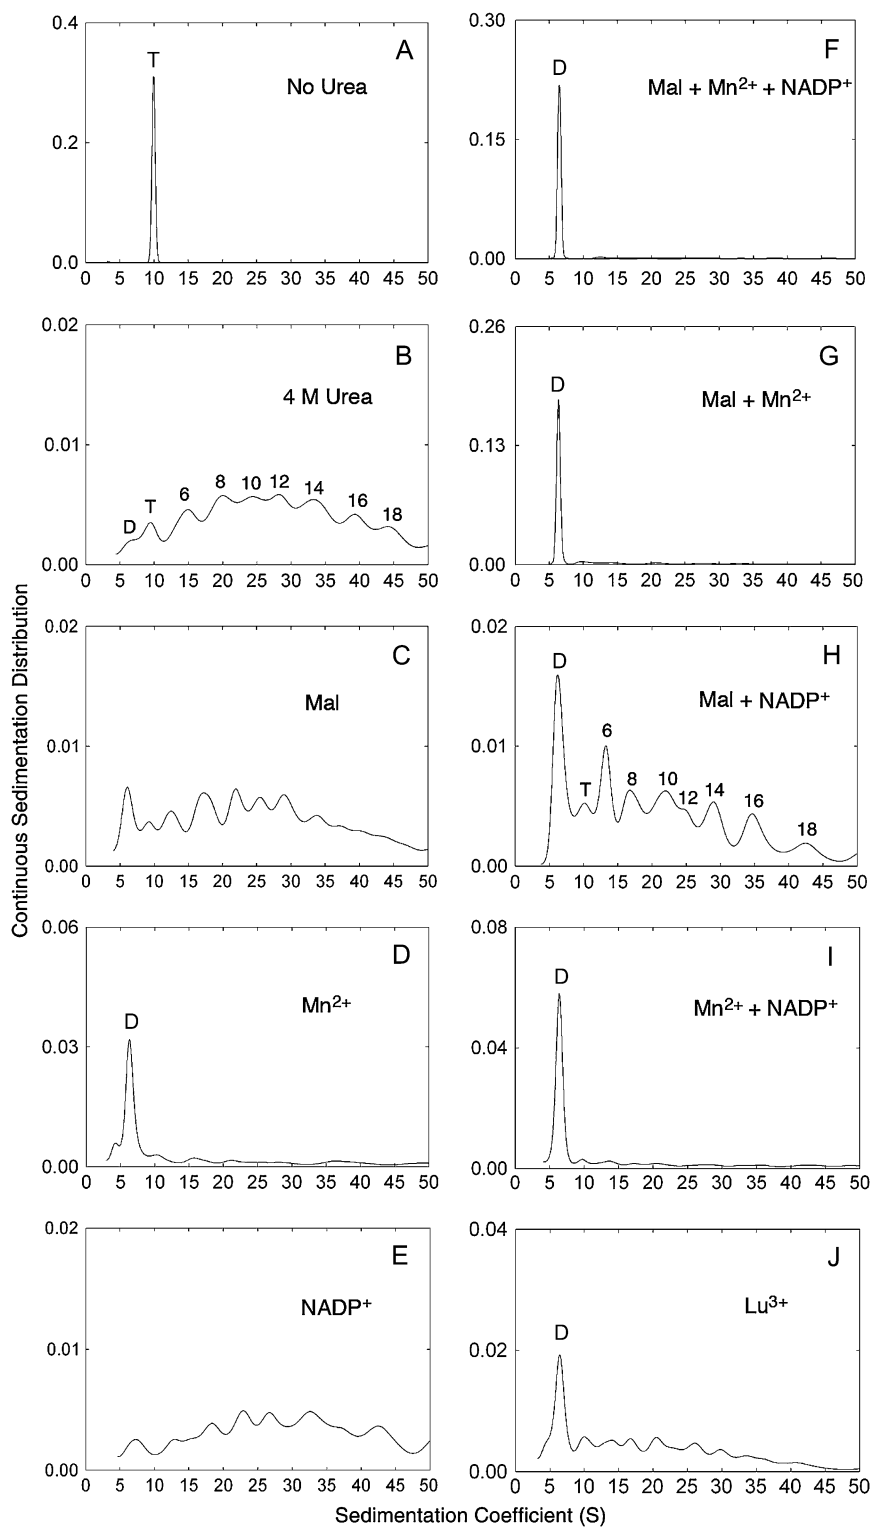 Continuous Sedimentation Distribution
0.4
0.2
0.0
A
T
No Urea
0 5 10 15 20 25 30 35 40 45 50
0.02
0.01
0.00
B
4 M Urea
D T 6 8 10 12 14 16 18
0 5 10 15 20 25 30 35 40 45 50
0.02
0.01
0.00
C
Mal
0 5 10 15 20 25 30 35 40 45 50
0.06
0.03
0.00
D
Mn2+
D
0 5 10 15 20 25 30 35 40 45 50
0.02
0.01
0.00
E
NADP+
0 5 10 15 20 25 30 35 40 45 50
0.30
0.15
0.00
F
D
Mal + Mn2+ + NADP+
0 5 10 15 20 25 30 35 40 45 50
0.26
0.13
0.00
G
D
Mal + Mn2+
0 5 10 15 20 25 30 35 40 45 50
0.02
0.01
0.00
H
D
Mal + NADP+
T 6 8 10 12 14 16 18
0 5 10 15 20 25 30 35 40 45 50
0.08
0.04
0.00
I
D
Mn2+ + NADP+
0 5 10 15 20 25 30 35 40 45 50
0.04
0.02
0.00
J
Lu3+
D
0 5 10 15 20 25 30 35 40 45 50
Sedimentation Coefficient (S)